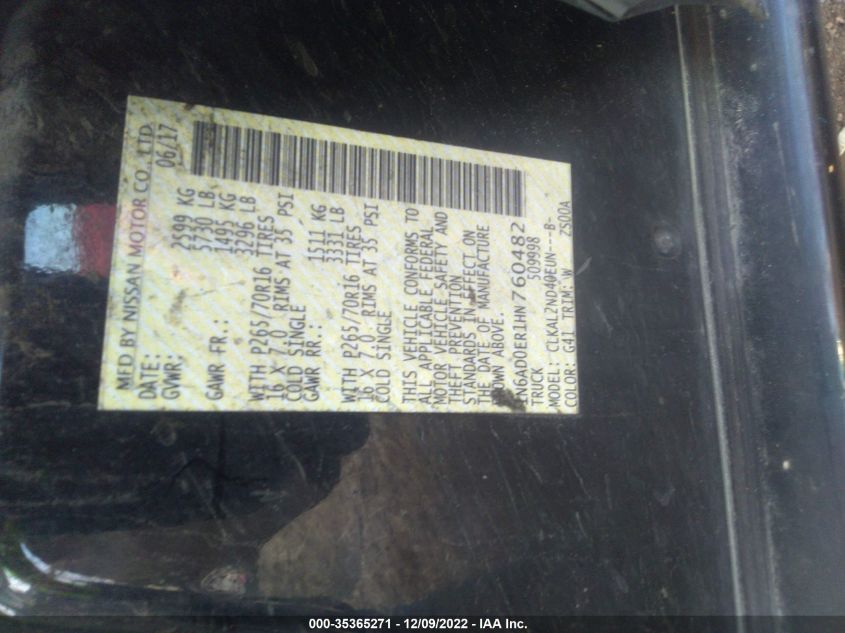 MFD BY NISSAN MOTOR CO., LTD.
DATE: 06/17
GVWR: 2599 KG
5730 LB
GAWR FR.: 1495 KG
3296 LB
WITH P265/70R16 TIRES
16 X 7.0 RIMS AT 35 PSI
COLD SINGLE
GAWR RR.: 1511 KG
3331 LB
WITH P265/70R16 TIRES
16 X 7.0 RIMS AT 35 PSI
COLD SINGLE
THIS VEHICLE CONFORMS TO
ALL APPLICABLE FEDERAL
MOTOR VEHICLE SAFETY AND
THEFT PREVENTION
STANDARDS IN EFFECT ON
THE DATE OF MANUFACTURE
SHOWN ABOVE.
1N6AD0ER1HN760482
TRUCK 309998
MODEL: CLKAL2ND40EUN---B-
COLOR: G41 TRIM: W Z500A
000-35365271 - 12/09/2022 - IAA Inc.